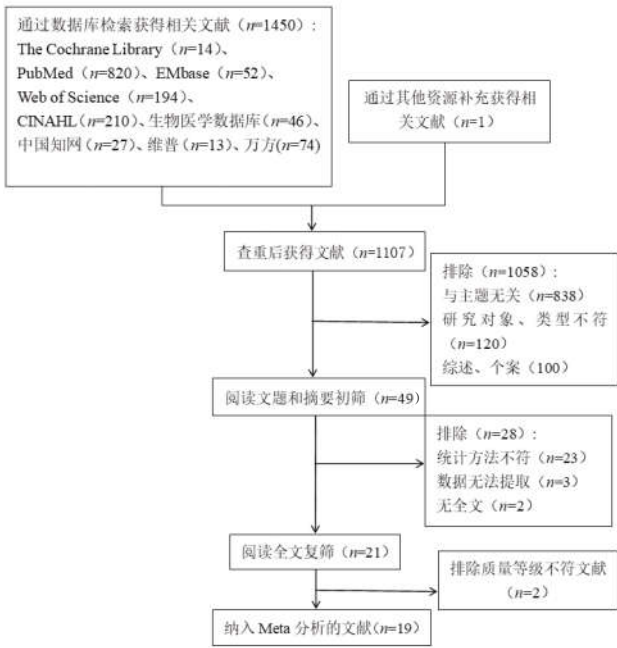 通过数据库检索获得相关文献（n=1450）:
The Cochrane Library（n=14）、
PubMed（n=820）、EMbase（n=52）、
Web of Science（n=194）、
CINAHL(n=210)、生物医学数据库(n=46)、
中国知网(n=27)、维普(n=13)、万方(n=74)
通过其他资源补充获得相
关文献（n=1）
查重后获得文献（n=1107）
排除（n=1058）:
与主题无关（n=838）
研究对象、类型不符
（n=120）
综述、个案（100）
阅读文题和摘要初筛（n=49）
排除（n=28）:
统计方法不符（n=23）
数据无法提取（n=3）
无全文（n=2）
阅读全文复筛（n=21）
排除质量等级不符文献
（n=2）
纳入 Meta 分析的文献(n=19)